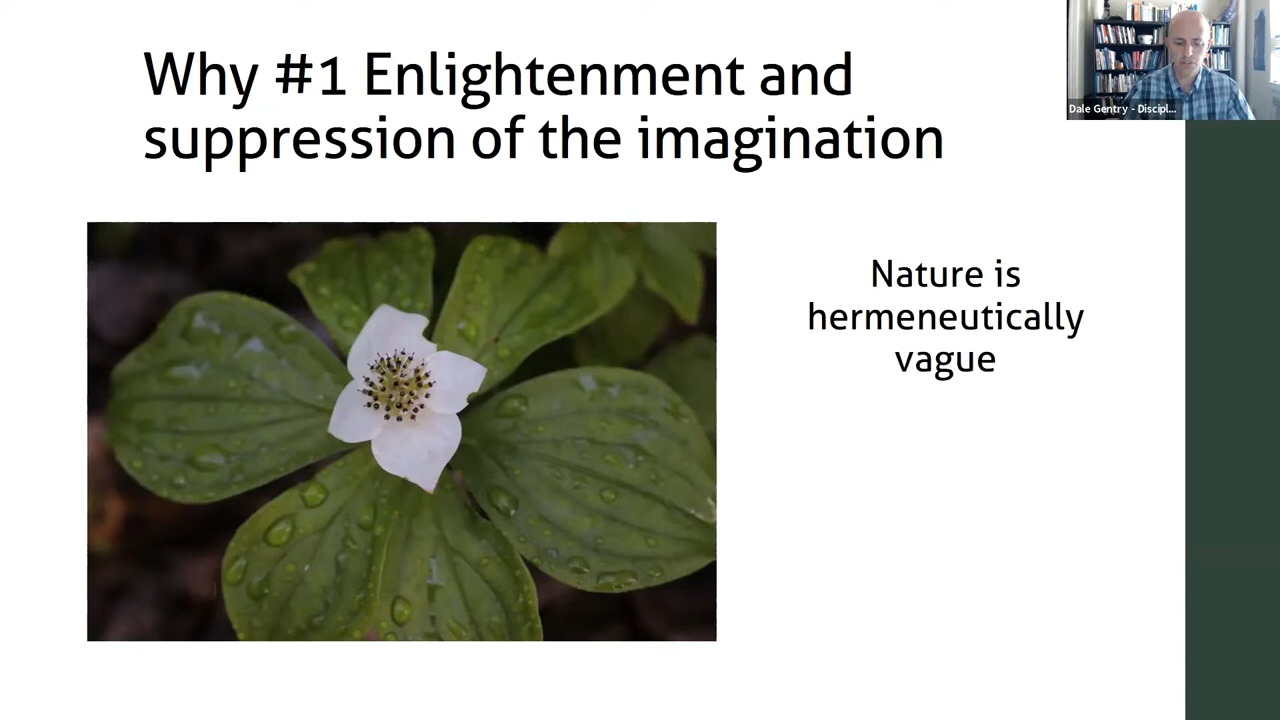 Why #1 Enlightenment and
suppression of the imagination
Dale Gentry - Discipl...
Nature is
hermeneutically
vague